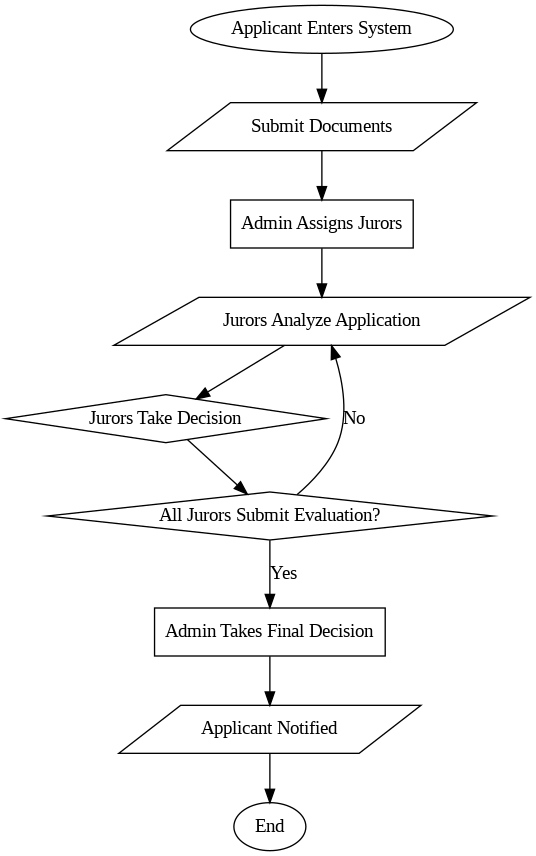 Applicant Enters System
Submit Documents
Admin Assigns Jurors
Jurors Analyze Application
Jurors Take Decision
No
All Jurors Submit Evaluation?
Yes
Admin Takes Final Decision
Applicant Notified
End